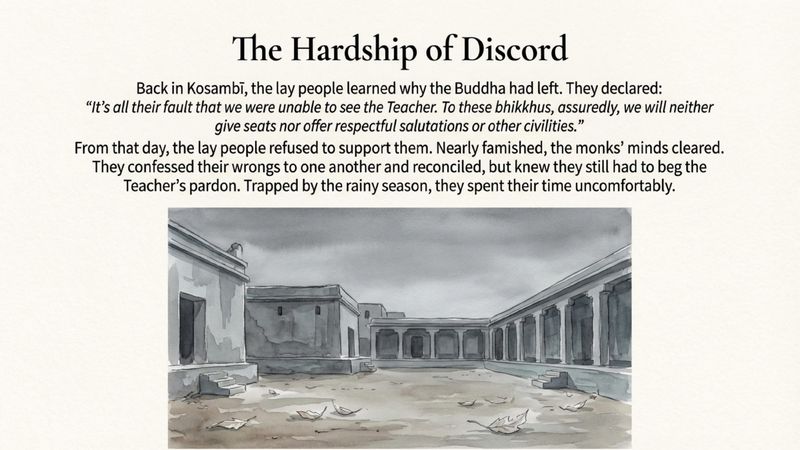 The Hardship of Discord
Back in Kosambī, the lay people learned why the Buddha had left. They declared:
“It’s all their fault that we were unable to see the Teacher. To these bhikkhus, assuredly, we will neither
give seats nor offer respectful salutations or other civilities.”
From that day, the lay people refused to support them. Nearly famished, the monks’ minds cleared.
They confessed their wrongs to one another and reconciled, but knew they still had to beg the
Teacher’s pardon. Trapped by the rainy season, they spent their time uncomfortably.